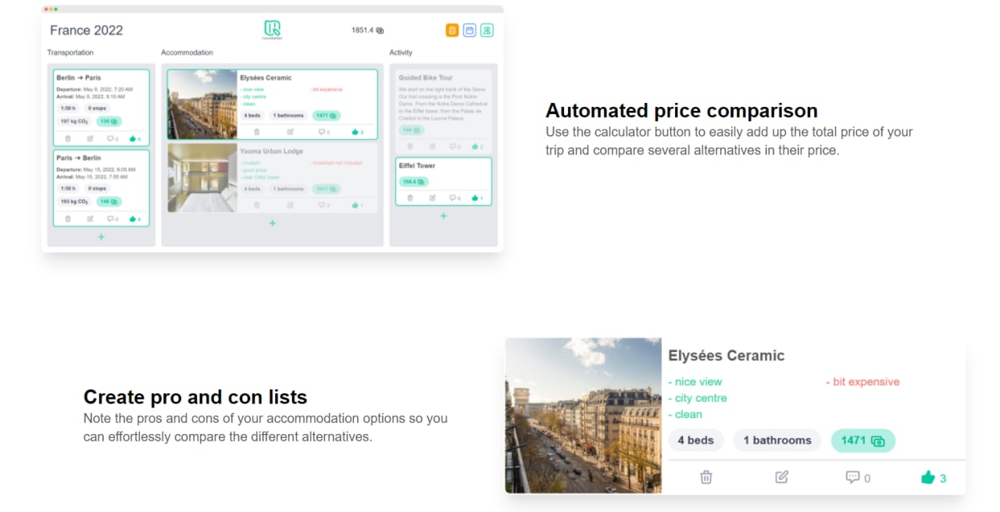 France 2022
travabetter
1851.4
Transportation
Accommodation
Activity
Berlin → Paris
Departure: May 9, 2022, 7:20 AM
Arrival: May 9, 2022, 9:10 AM
1:50 h 0 stops
197 kg CO₂
4
Paris → Berlin
Departure: May 15, 2022, 6:05 AM
Arrival: May 15, 2022, 7:55 AM
1:50 h 0 stops
193 kg CO₂ 146
4
+
Elysées Ceramic
- nice view - bit expensive
- city centre
- clean
4 beds 1 bathrooms 1471
0 3
Yooma Urban Lodge
- modern - breakfast not included
- good price
- near Eiffel tower
4 beds 1 bathrooms 1017
0 1
+
Guided Bike Tour
We start on the right bank of the Seine.
Our first crossing is the Pont Notre-
Dame. From the Notre Dame Cathedral
to the Eiffel tower, from the Palais de
Chaillot to the Louvre Palace.
144
0 2
Eiffel Tower
104.4
0 1
+
Automated price comparison
Use the calculator button to easily add up the total price of your
trip and compare several alternatives in their price.
Create pro and con lists
Note the pros and cons of your accommodation options so you
can effortlessly compare the different alternatives.
Elysées Ceramic
- nice view - bit expensive
- city centre
- clean
4 beds 1 bathrooms 1471
0 3